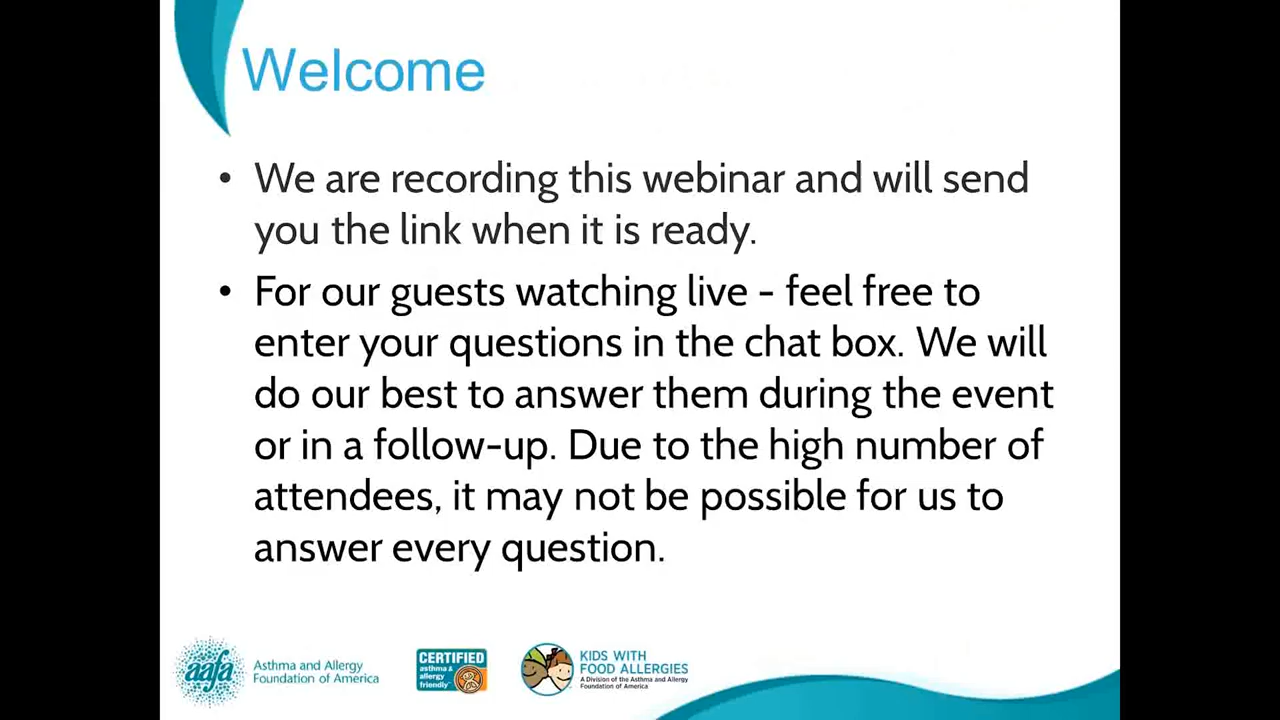 Welcome
• We are recording this webinar and will send
you the link when it is ready.
• For our guests watching live - feel free to
enter your questions in the chat box. We will
do our best to answer them during the event
or in a follow-up. Due to the high number of
attendees, it may not be possible for us to
answer every question.
aafa
Asthma and Allergy
Foundation of America
CERTIFIED
asthma &
allergy
friendly™
KIDS WITH
FOOD ALLERGIES
A Division of the Asthma and Allergy
Foundation of America